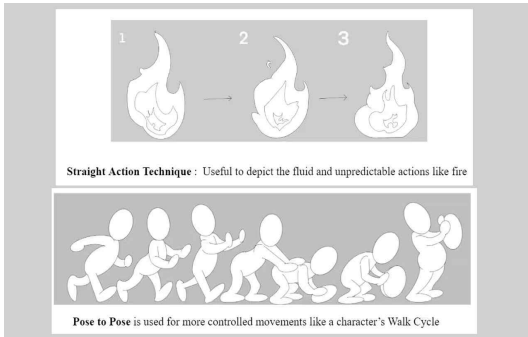 1
2
3
Straight Action Technique : Useful to depict the fluid and unpredictable actions like fire
Pose to Pose is used for more controlled movements like a character's Walk Cycle